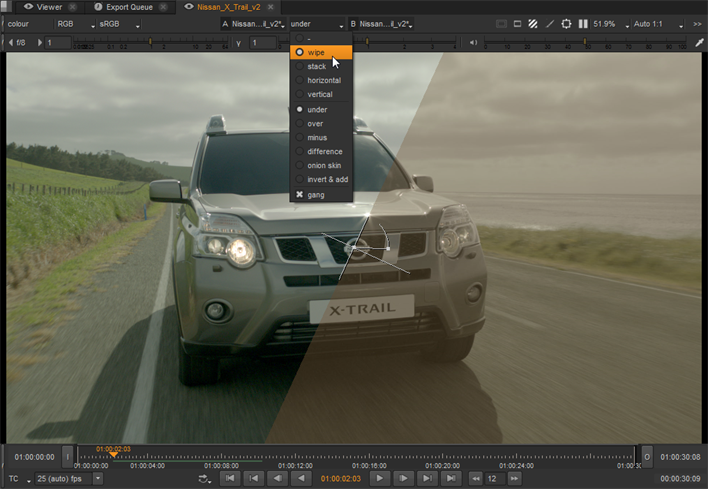 Viewer
Export Queue
Nissan_X_Trail_v2
colour RGB sRGB A Nissan...il_v2* under B Nissan...il_v2* 51.9% Auto 1:1
f/8 1 Y 1
-
wipe
stack
horizontal
vertical
under
over
minus
difference
onion skin
invert & add
gang
X-TRAIL
01:00:00:00 I 01:00:02:03 O 01:00:30:08
01:00:00:00 01:00:04:00 01:00:08:00 01:00:12:00 01:00:16:00 01:00:20:00 01:00:24:00
TC 25 (auto) fps 01:00:02:03 12 00:00:30:09